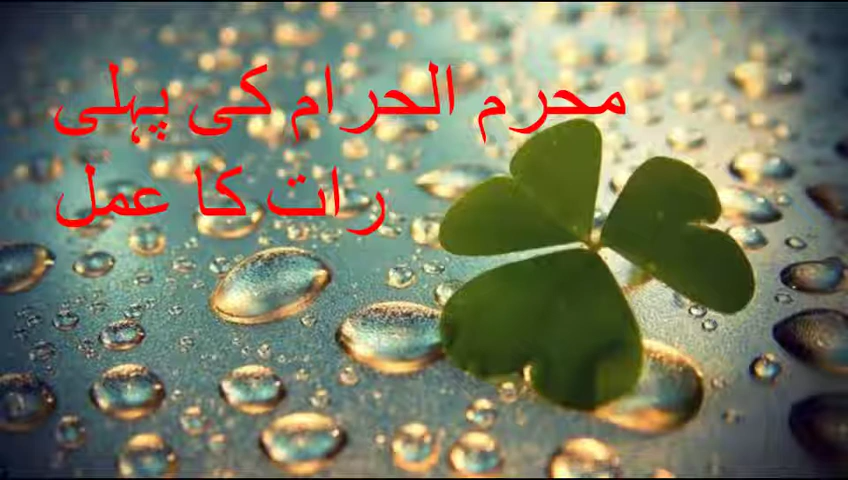 محرم الحرام کی پہلی
رات کا عمل